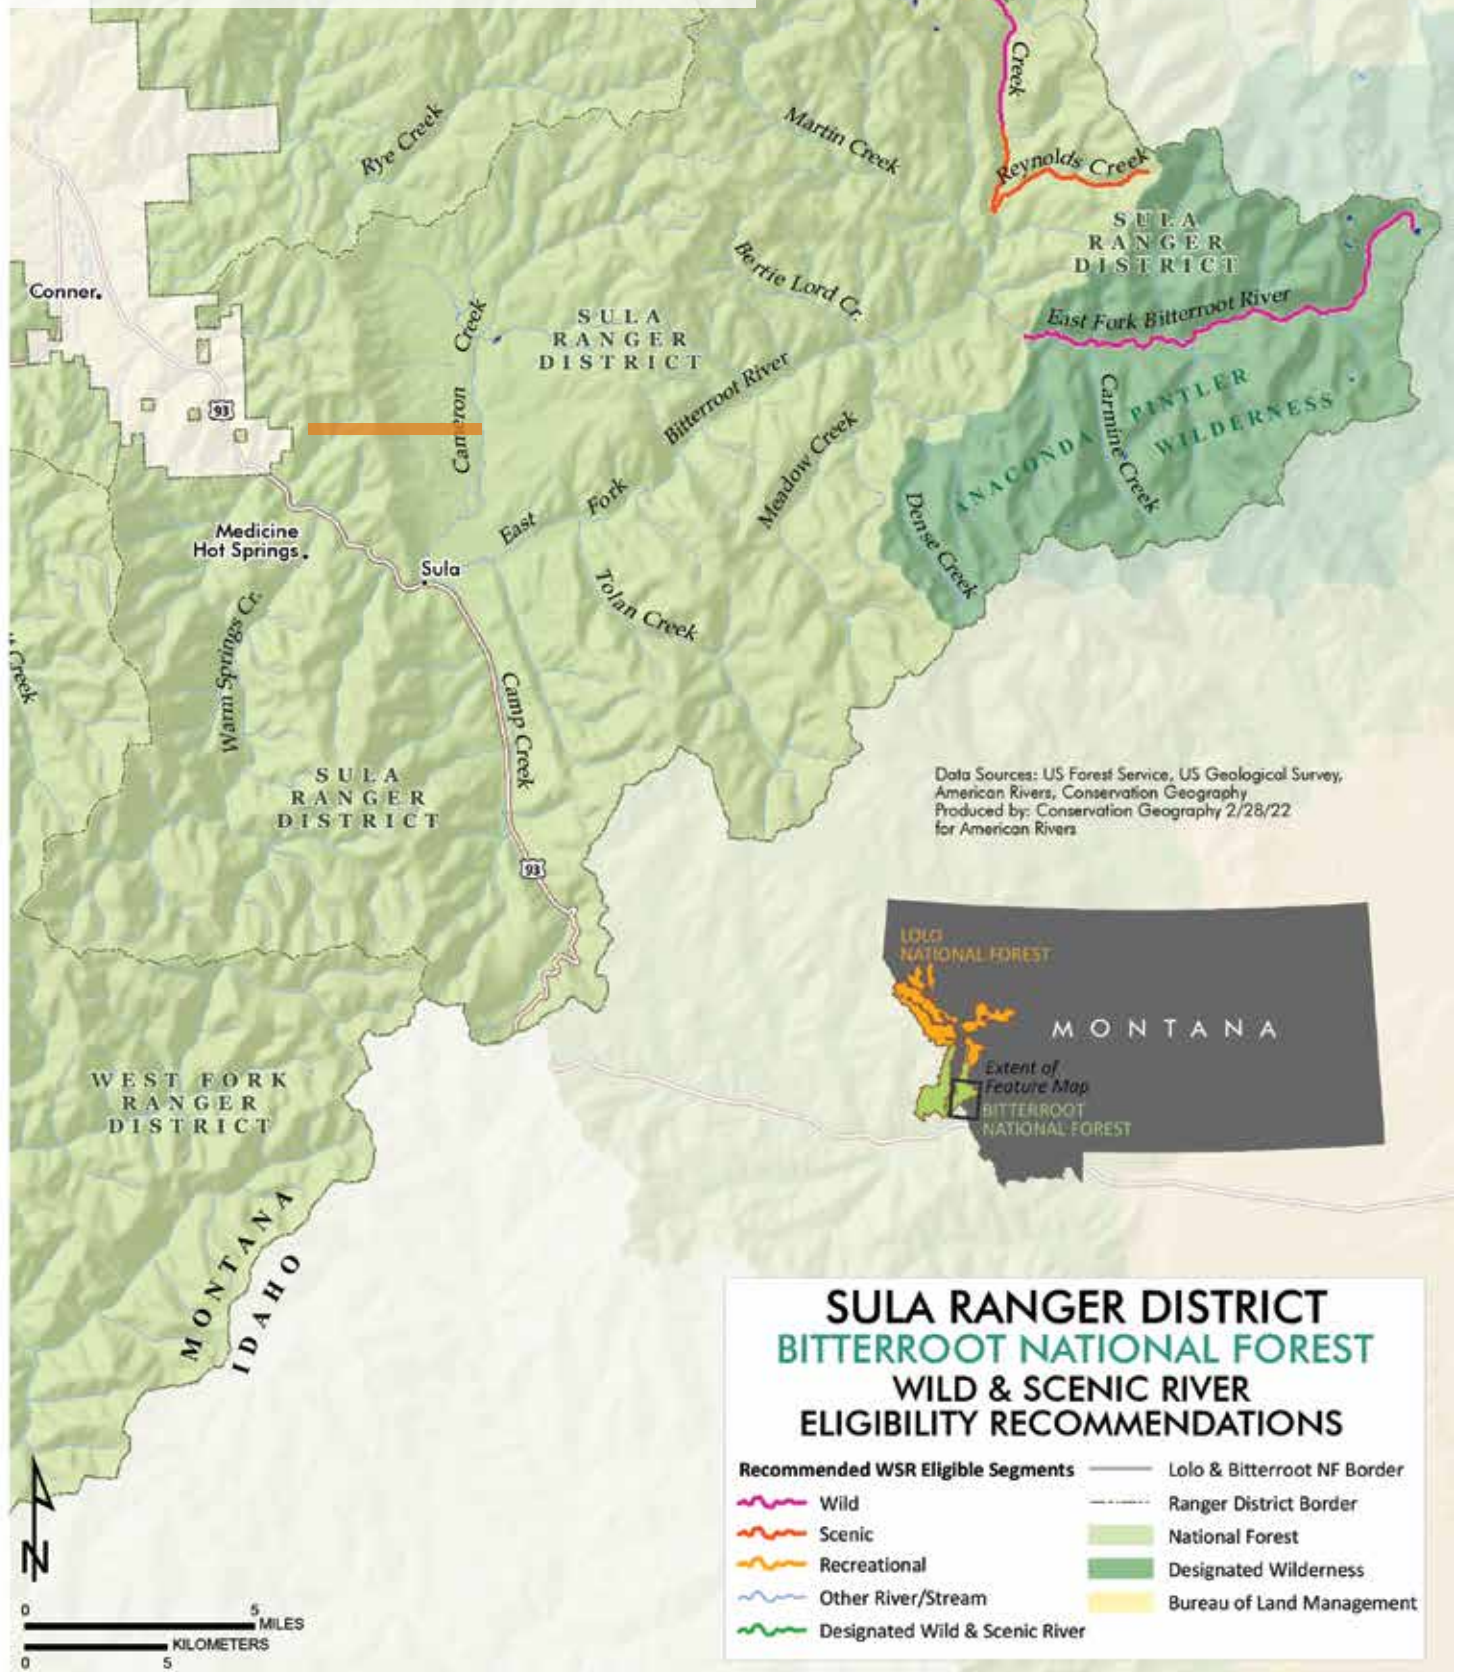 Creek
Rye Creek
Martin Creek
Reynolds Creek
SULA
RANGER
DISTRICT
Conner
Bertie Lord Cr.
East Fork Bitterroot River
Cameron Creek
SULA
RANGER
DISTRICT
93
Bitterroot River
Carmine Creek
ANACONDA PINTLER
WILDERNESS
Meadow Creek
East Fork
Dense Creek
Medicine
Hot Springs
Sula
Tolan Creek
Warm Springs Cr.
Creek
Camp Creek
SULA
RANGER
DISTRICT
93
Data Sources: US Forest Service, US Geological Survey,
American Rivers, Conservation Geography
Produced by: Conservation Geography 2/28/22
for American Rivers
LOLO
NATIONAL FOREST
MONTANA
Extent of
Feature Map
BITTERROOT
NATIONAL FOREST
WEST FORK
RANGER
DISTRICT
MONTANA
IDAHO
SULA RANGER DISTRICT
BITTERROOT NATIONAL FOREST
WILD & SCENIC RIVER
ELIGIBILITY RECOMMENDATIONS
Recommended WSR Eligible Segments
Wild
Scenic
Recreational
Other River/Stream
Designated Wild & Scenic River
Lolo & Bitterroot NF Border
Ranger District Border
National Forest
Designated Wilderness
Bureau of Land Management
N
0 5 MILES
KILOMETERS
0 5